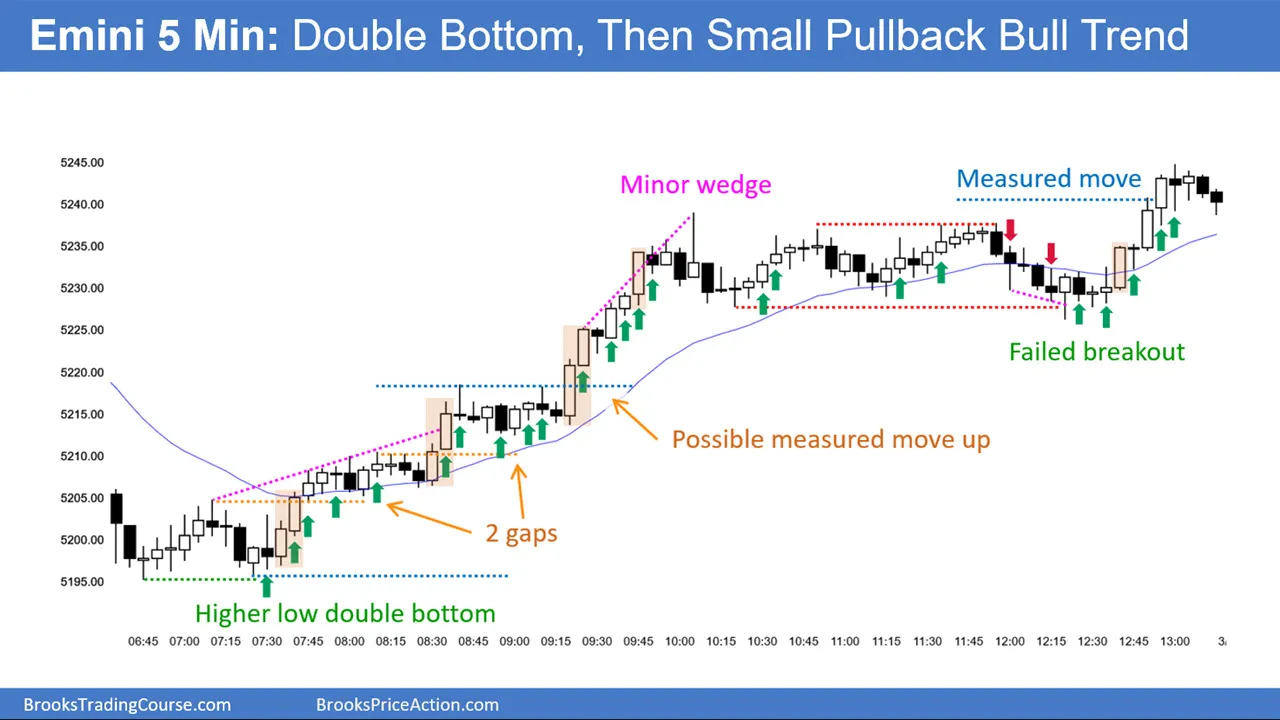 Emini 5 Min: Double Bottom, Then Small Pullback Bull Trend
5245.00
5240.00
5235.00
5230.00
5225.00
5220.00
5215.00
5210.00
5205.00
5200.00
5195.00
Minor wedge
Measured move
Failed breakout
Possible measured move up
2 gaps
Higher low double bottom
06:45 07:00 07:15 07:30 07:45 08:00 08:15 08:30 08:45 09:00 09:15 09:30 09:45 10:00 10:15 10:30 10:45 11:00 11:15 11:30 11:45 12:00 12:15 12:30 12:45 13:00
BrooksTradingCourse.com BrooksPriceAction.com